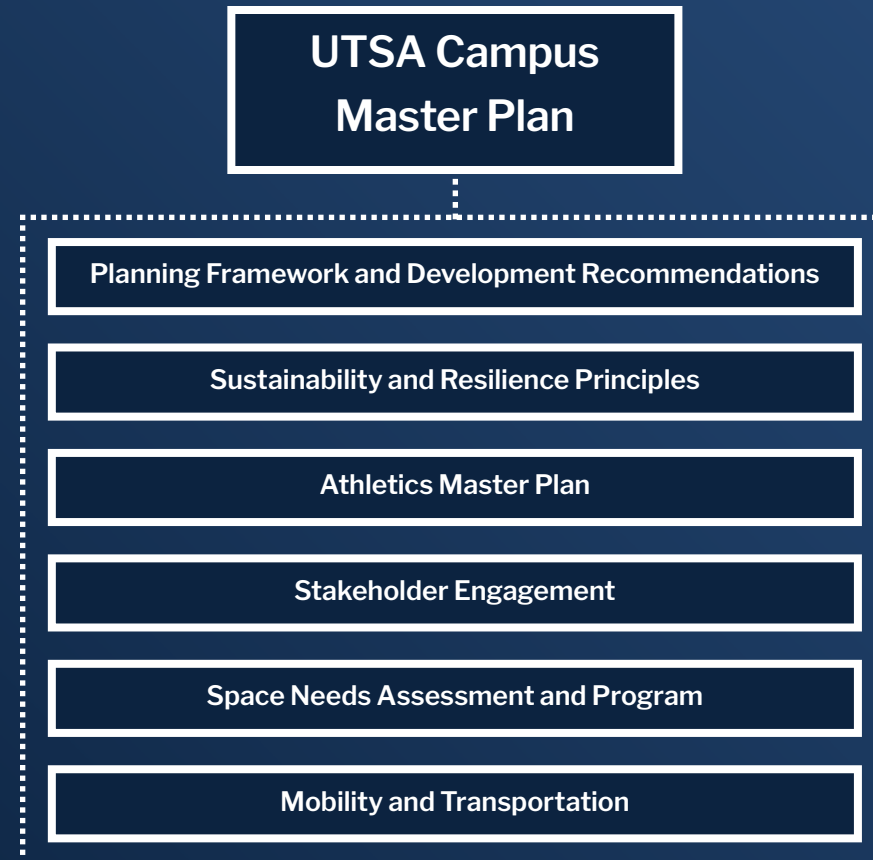 UTSA Campus
Master Plan
Planning Framework and Development Recommendations
Sustainability and Resilience Principles
Athletics Master Plan
Stakeholder Engagement
Space Needs Assessment and Program
Mobility and Transportation